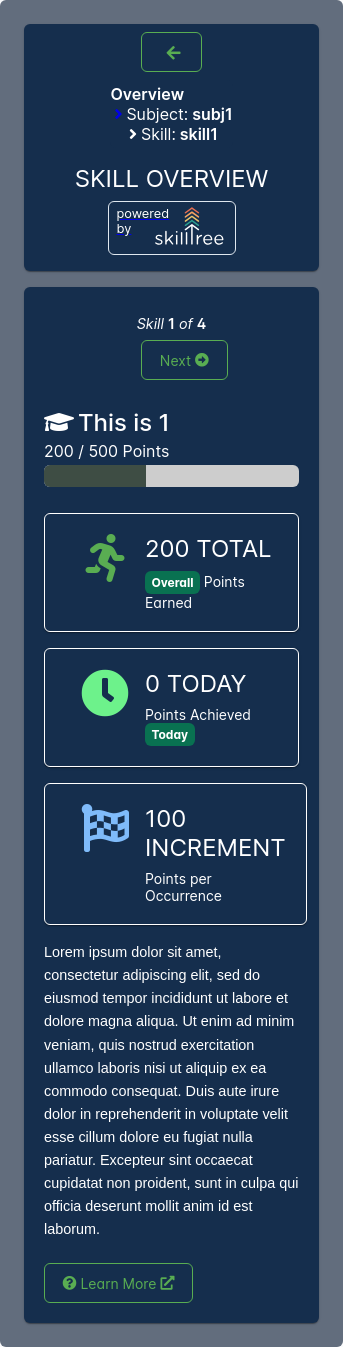 Overview
Subject: subj1
Skill: skill1
SKILL OVERVIEW
powered
by
skilltree
Skill 1 of 4
Next
This is 1
200 / 500 Points
200 TOTAL
Overall Points
Earned
0 TODAY
Points Achieved
Today
100
INCREMENT
Points per
Occurrence
Lorem ipsum dolor sit amet,
consectetur adipiscing elit, sed do
eiusmod tempor incididunt ut labore et
dolore magna aliqua. Ut enim ad minim
veniam, quis nostrud exercitation
ullamco laboris nisi ut aliquip ex ea
commodo consequat. Duis aute irure
dolor in reprehenderit in voluptate velit
esse cillum dolore eu fugiat nulla
pariatur. Excepteur sint occaecat
cupidatat non proident, sunt in culpa qui
officia deserunt mollit anim id est
laborum.
Learn More